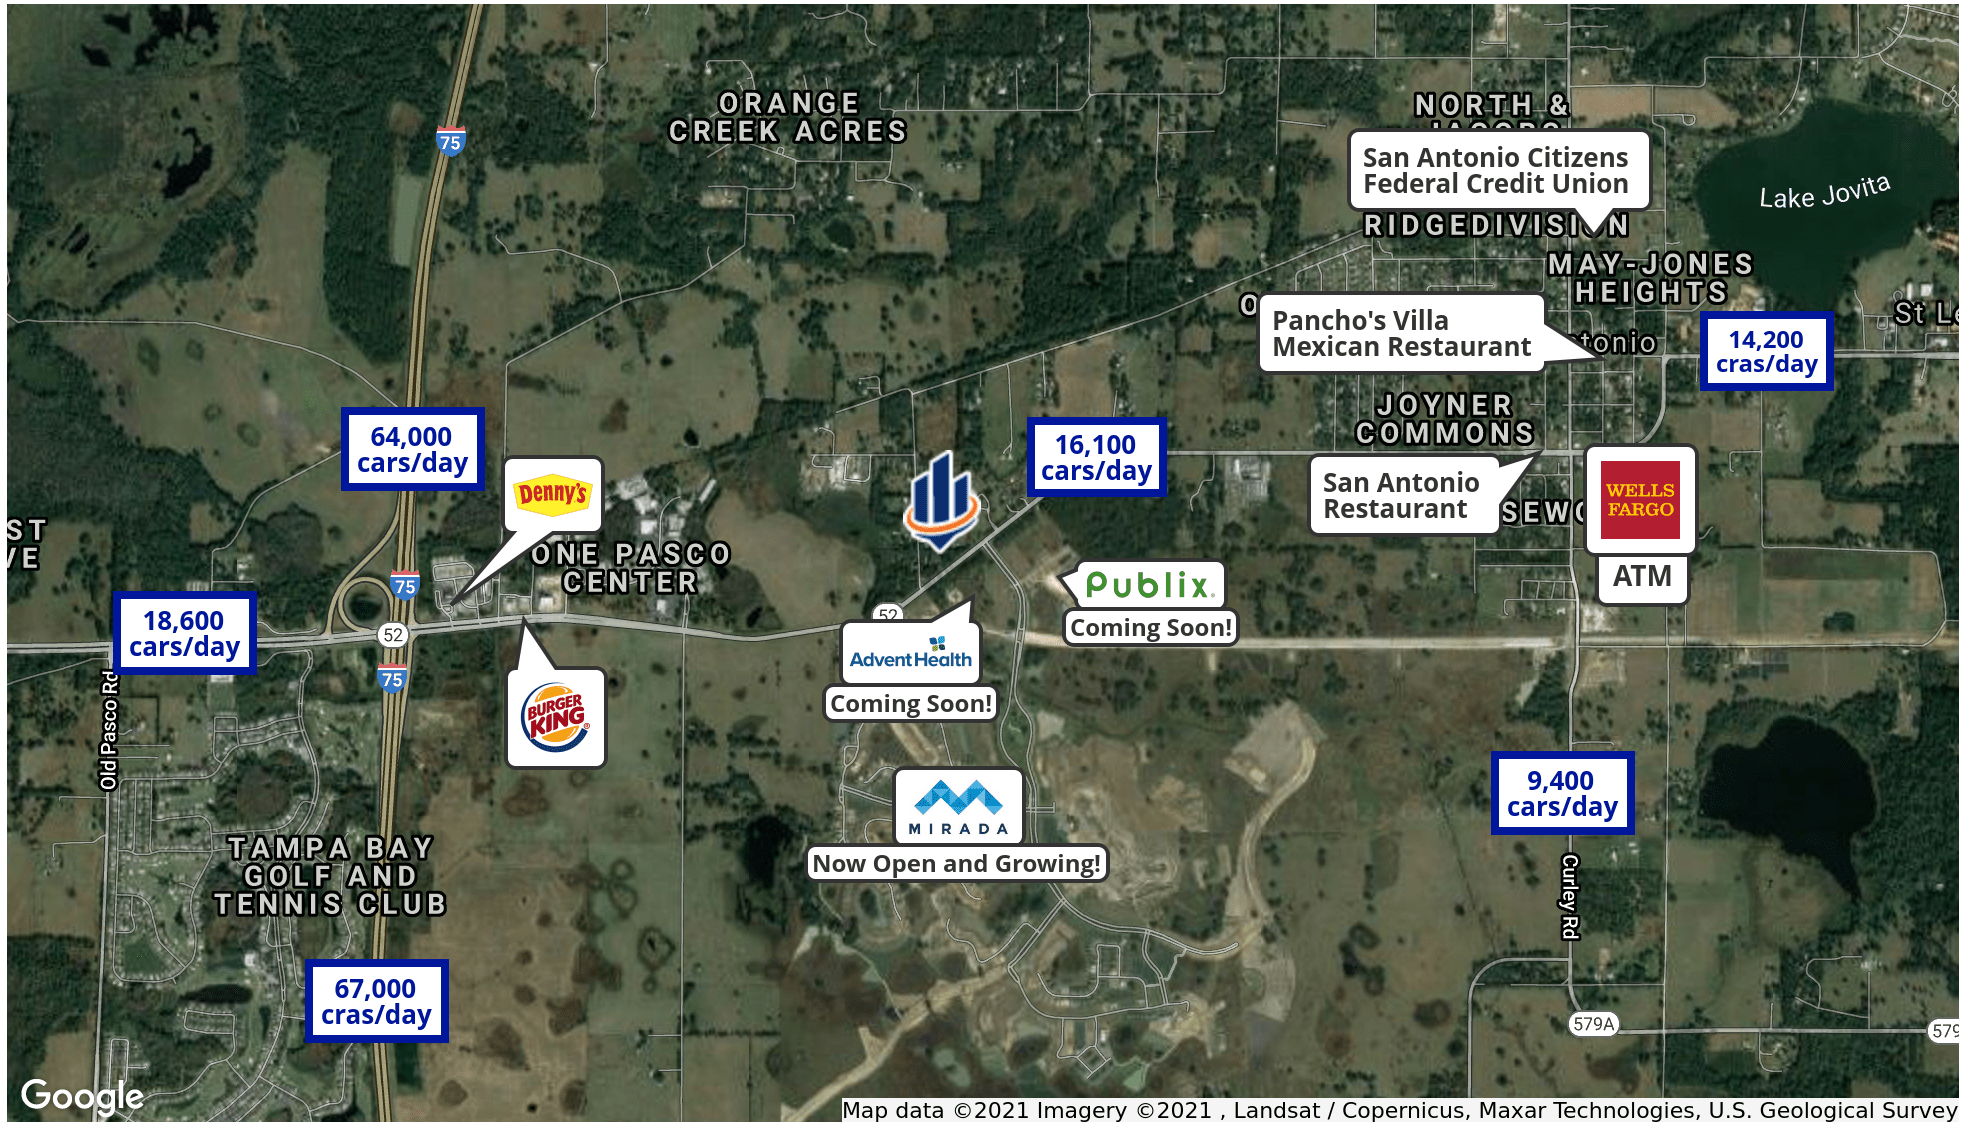 75
ORANGE
CREEK ACRES
NORTH &
San Antonio Citizens
Federal Credit Union
Lake Jovita
RIDGEDIVISION
MAY-JONES
HEIGHTS
Pancho's Villa
Mexican Restaurant
St Le
14,200
cras/day
JOYNER
COMMONS
64,000
cars/day
16,100
cars/day
Denny's
San Antonio
Restaurant
WELLS
FARGO
ATM
ONE PASCO
CENTER
75
Publix
Coming Soon!
18,600
cars/day
52
52
75
AdventHealth
Coming Soon!
Old Pasco Rd
BURGER
KING
MIRADA
Now Open and Growing!
9,400
cars/day
TAMPA BAY
GOLF AND
TENNIS CLUB
Curley Rd
67,000
cras/day
579A
579
Google
Map data ©2021 Imagery ©2021 , Landsat / Copernicus, Maxar Technologies, U.S. Geological Survey